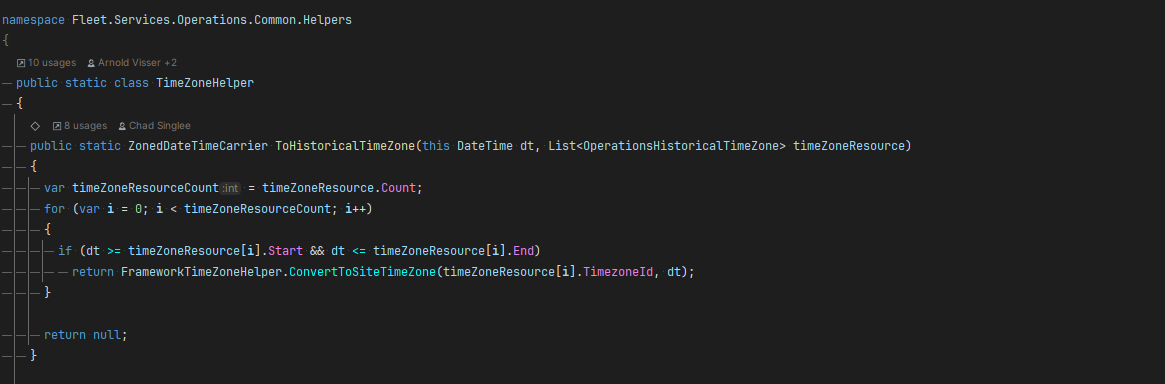 namespace Fleet.Services.Operations.Common.Helpers
{
10 usages Arnold Visser +2
public static class TimeZoneHelper
{
8 usages Chad Singlee
public static ZonedDateTimeCarrier ToHistoricalTimeZone(this DateTime dt, List<OperationsHistoricalTimeZone> timeZoneResource)
{
var timeZoneResourceCount :int = timeZoneResource.Count;
for (var i = 0; i < timeZoneResourceCount; i++)
{
if (dt >= timeZoneResource[i].Start && dt <= timeZoneResource[i].End)
return FrameworkTimeZoneHelper.ConvertToSiteTimeZone(timeZoneResource[i].TimezoneId, dt);
}
return null;
}